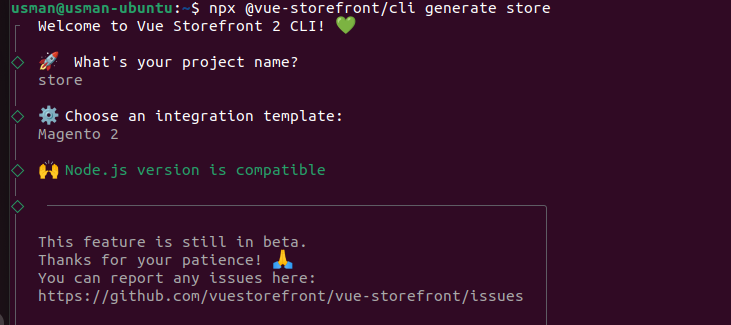 usman@usman-ubuntu:~$ npx @vue-storefront/cli generate store
Welcome to Vue Storefront 2 CLI! 💚
🚀 What's your project name?
store
⚙️ Choose an integration template:
Magento 2
🙌 Node.js version is compatible
This feature is still in beta.
Thanks for your patience! 🙏
You can report any issues here:
https://github.com/vuestorefront/vue-storefront/issues